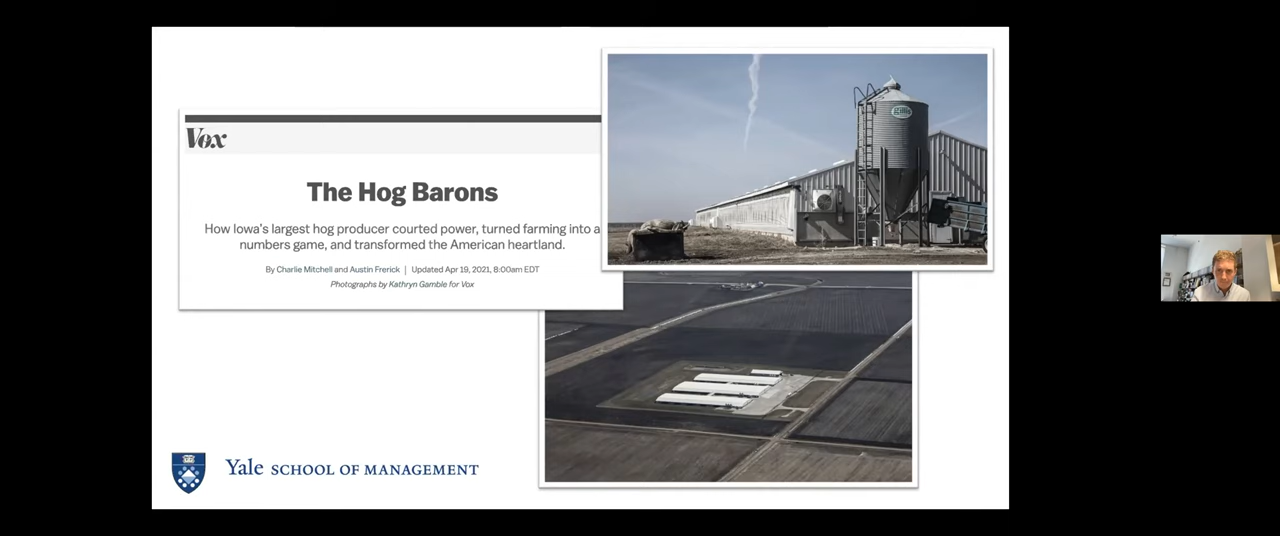 Vox
The Hog Barons
How Iowa's largest hog producer courted power, turned farming into a
numbers game, and transformed the American heartland.
By Charlie Mitchell and Austin Frerick | Updated Apr 19, 2021, 8:00am EDT
Photographs by Kathryn Gamble for Vox
Yale SCHOOL OF MANAGEMENT